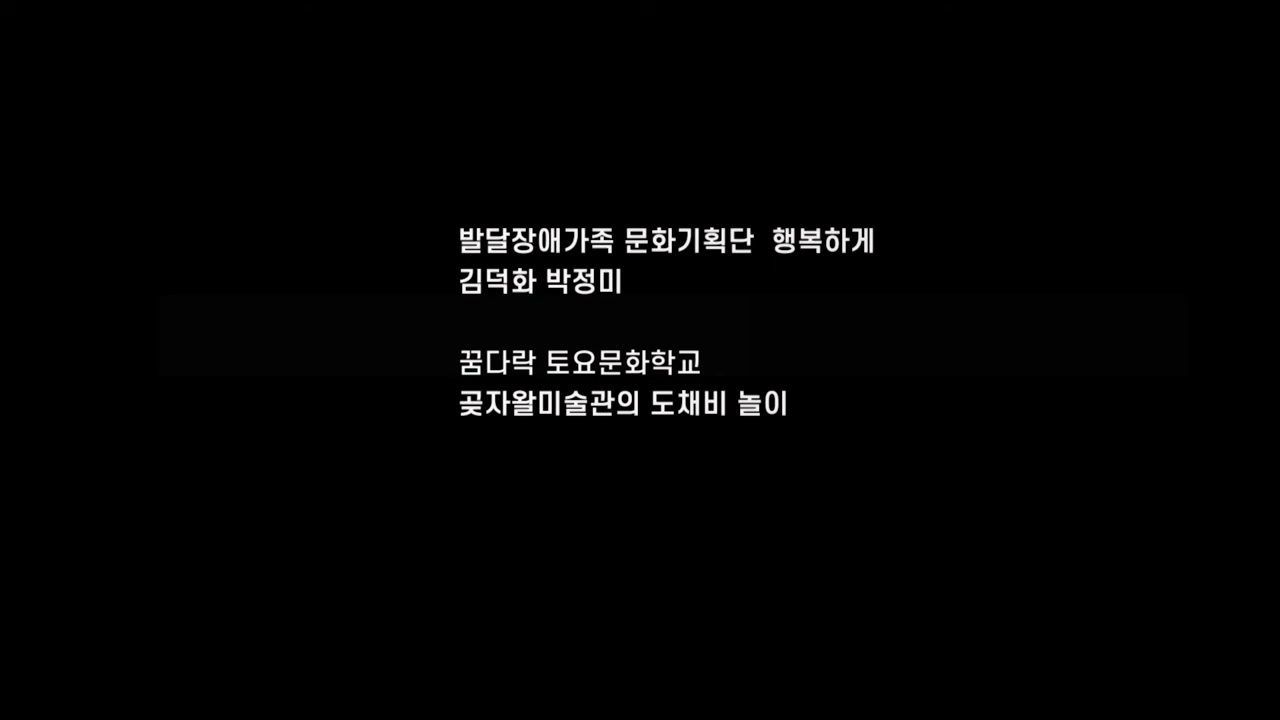 발달장애가족 문화기획단  행복하게
김덕화 박정미
꿈다락 토요문화학교
곶자왈미술관의 도채비 놀이